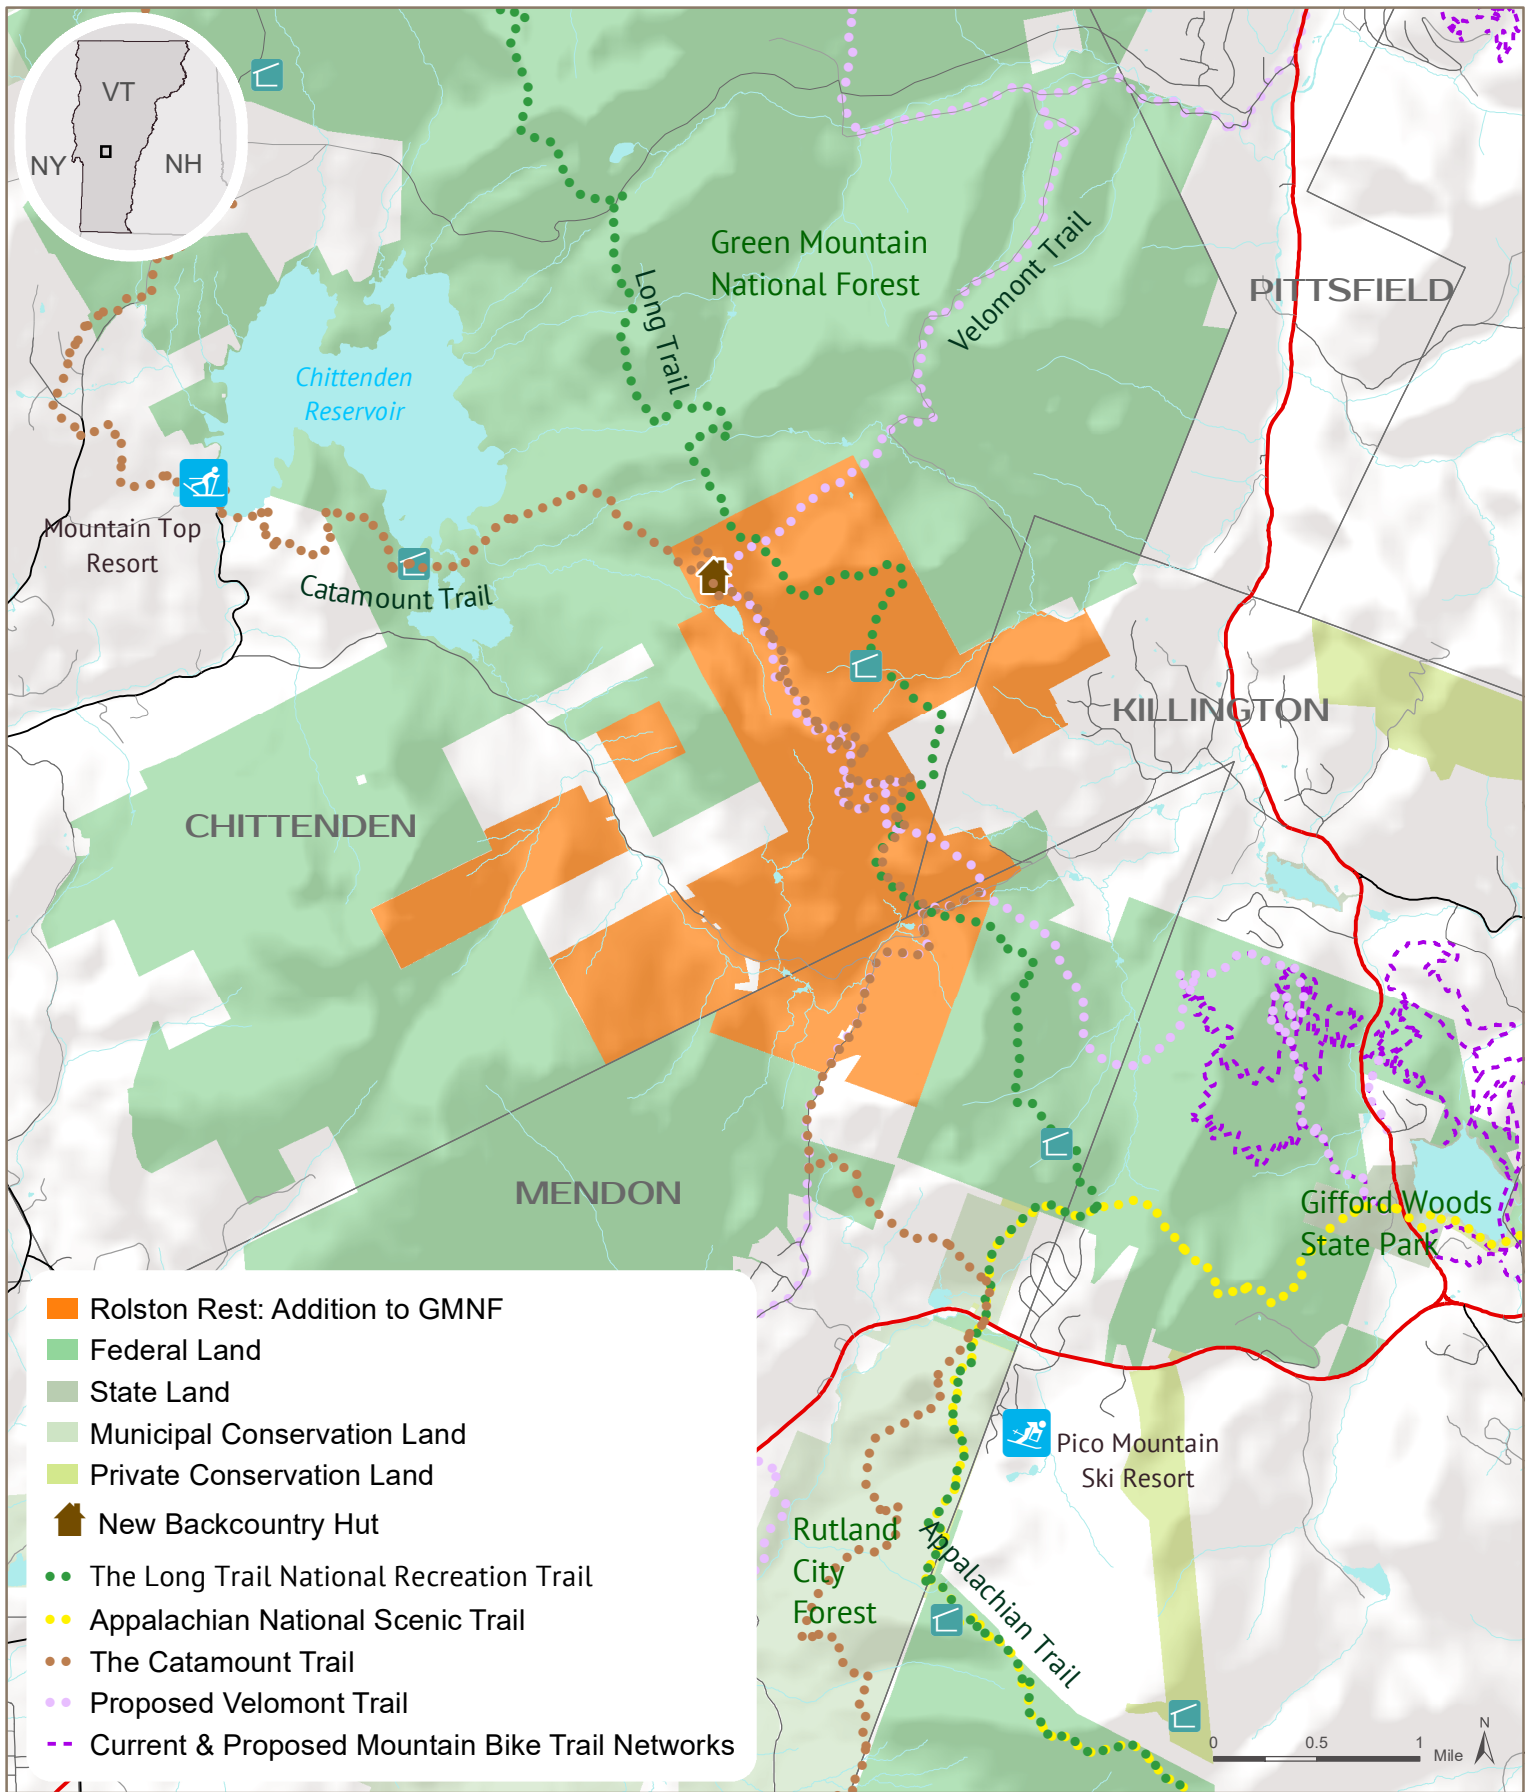 VT
NY
NH
Green Mountain
National Forest
Long Trail
Velomont Trail
PITTSFIELD
Chittenden
Reservoir
Mountain Top
Resort
Catamount Trail
KILLINGTON
CHITTENDEN
MENDON
Gifford Woods
State Park
Pico Mountain
Ski Resort
Rutland
City
Forest
Appalachian Trail
Rolston Rest: Addition to GMNF
Federal Land
State Land
Municipal Conservation Land
Private Conservation Land
New Backcountry Hut
The Long Trail National Recreation Trail
Appalachian National Scenic Trail
The Catamount Trail
Proposed Velomont Trail
Current & Proposed Mountain Bike Trail Networks
0 0.5 1
Mile
N